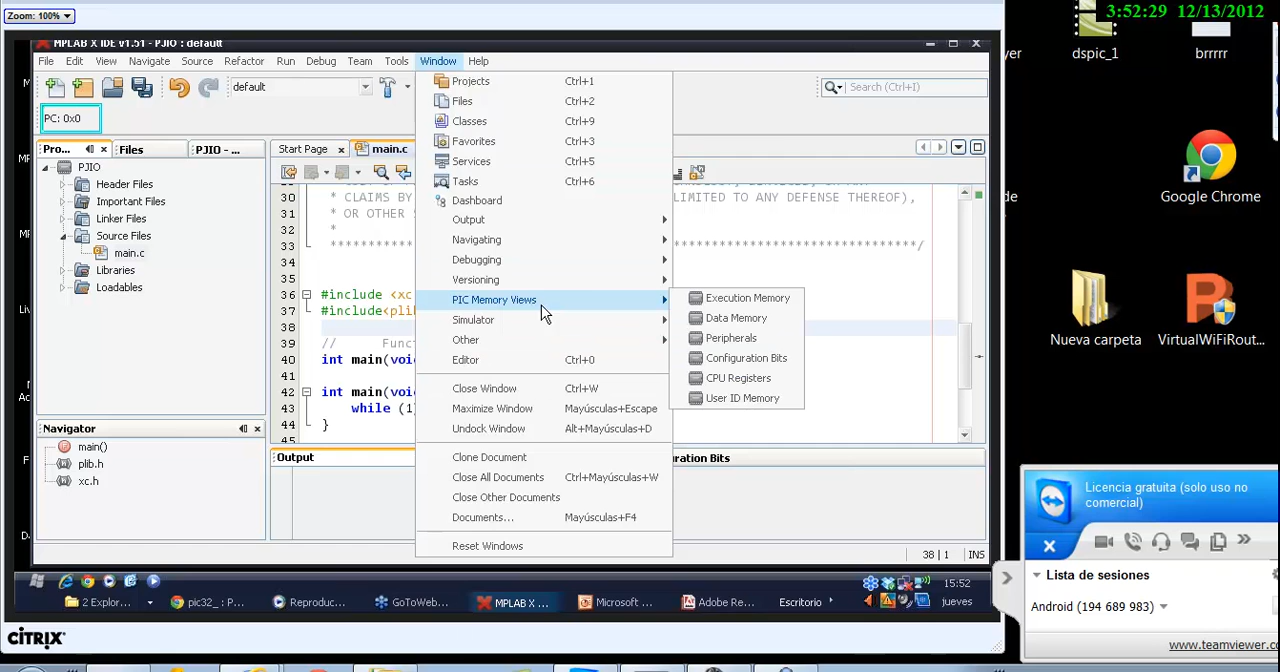 Zoom: 100%
3:52:29 12/13/2012
MPLAB X IDE v1.51 - PJIO : default
File Edit View Navigate Source Refactor Run Debug Team Tools Window Help
default
Search (Ctrl+I)
PC: 0x0
Pro...
Files
PJIO - ...
Start Page
main.c
PJIO
Header Files
Important Files
Linker Files
Source Files
main.c
Libraries
Loadables
Navigator
main()
plib.h
xc.h
30 * CLAIMS BY LIMITED TO ANY DEFENSE THEREOF),
31 * OR OTHER S
32 *
33
34
35
36 #include <xc
37 #include<pli
38
39 // Funct
40 int main(voi
41
42 int main(voi
43 while (1)
44 }
45
Projects Ctrl+1
Files Ctrl+2
Classes Ctrl+9
Favorites Ctrl+3
Services Ctrl+5
Tasks Ctrl+6
Dashboard
Output
Navigating
Debugging
Versioning
PIC Memory Views
Simulator
Other
Editor Ctrl+0
Close Window Ctrl+W
Maximize Window Mayúsculas+Escape
Undock Window Alt+Mayúsculas+D
Clone Document
Close All Documents Ctrl+Mayúsculas+W
Close Other Documents
Documents... Mayúsculas+F4
Reset Windows
Execution Memory
Data Memory
Peripherals
Configuration Bits
CPU Registers
User ID Memory
Output
ration Bits
38 | 1 INS
2 Explor...
pic32_ : P...
Reproduc...
GoToWeb...
MPLAB X ...
Microsoft ...
Adobe Re...
Escritorio
15:52
jueves
CITRIX
yer
dspic_1
brrrrr
de
Google Chrome
Nueva carpeta
VirtualWiFiRout...
Licencia gratuita (solo uso no
comercial)
Lista de sesiones
Android (194 689 983)
www.teamviewer.co